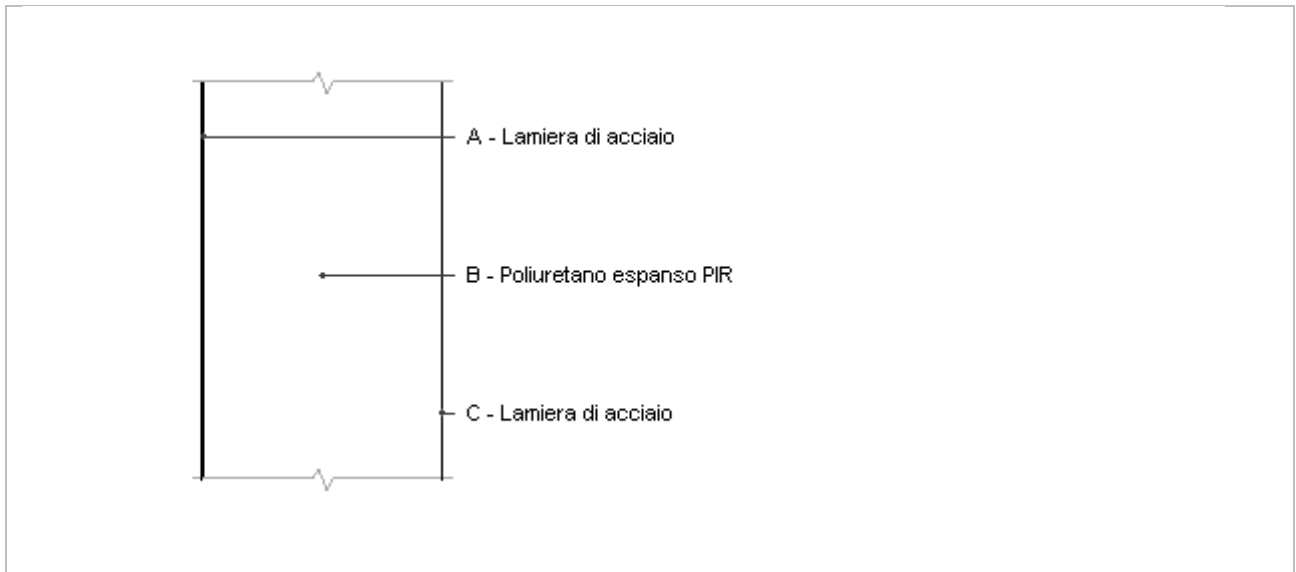 A - Lamiera di acciaio
B - Poliuretano espanso PIR
C - Lamiera di acciaio